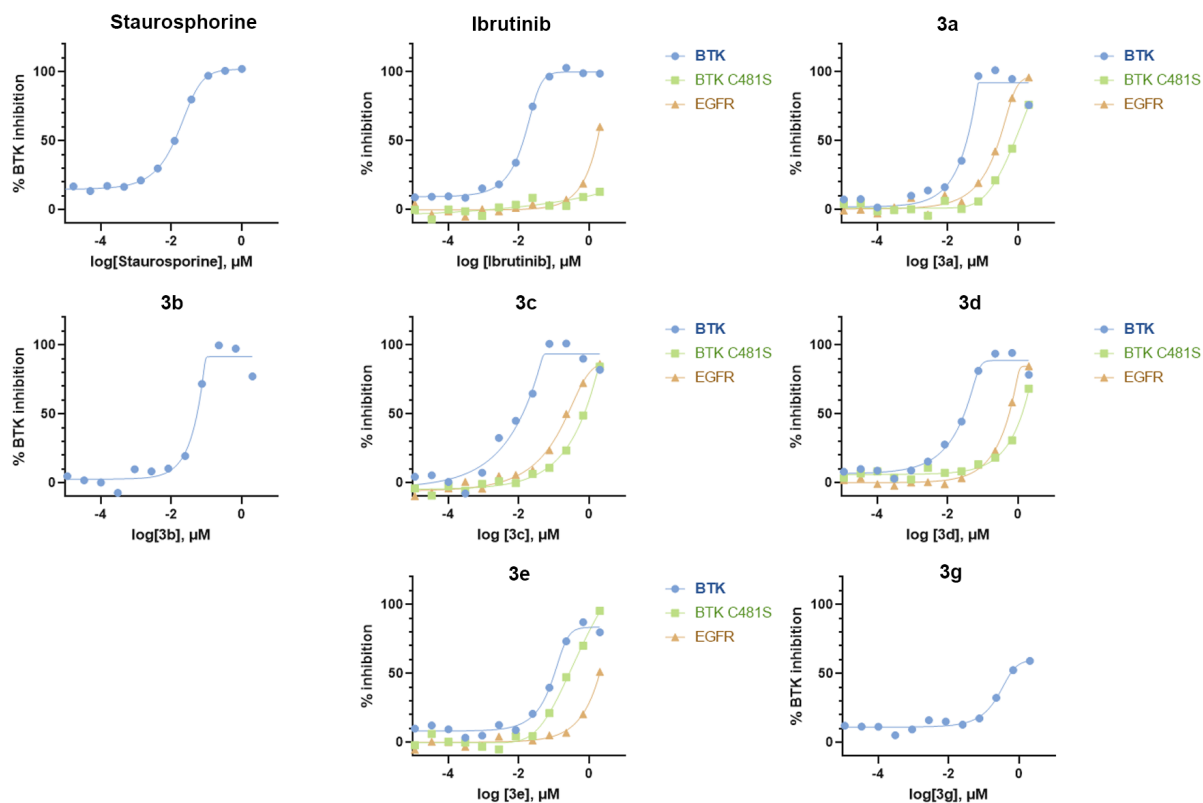 Staurosphorine
% BTK inhibition
100
50
0
-4
-2
0
log[Staurosporine], µM
Ibrutinib
% inhibition
100
50
0
-4
-2
0
log [Ibrutinib], µM
BTK
BTK C481S
EGFR
3a
% inhibition
100
50
0
-4
-2
0
log [3a], µM
BTK
BTK C481S
EGFR
3b
% BTK inhibition
100
50
0
-4
-2
0
log[3b], µM
3c
% inhibition
100
50
0
-4
-2
0
log [3c], µM
BTK
BTK C481S
EGFR
3d
% inhibition
100
50
0
-4
-2
0
log [3d], µM
BTK
BTK C481S
EGFR
3e
% inhibition
100
50
0
-4
-2
0
log [3e], µM
BTK
BTK C481S
EGFR
3g
% BTK inhibition
100
50
0
-4
-2
0
log[3g], µM